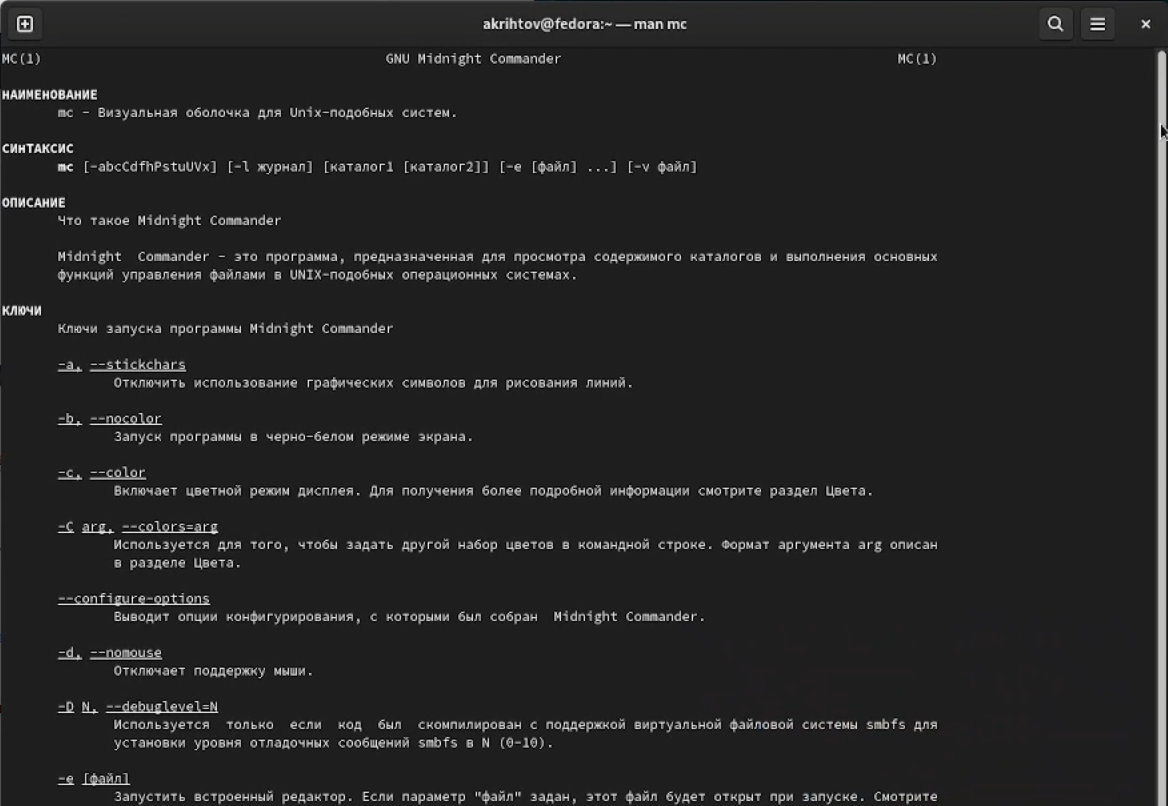 akrihtov@fedora:~ — man mc
MC(1) GNU Midnight Commander MC(1)
НАИМЕНОВАНИЕ
mc - Визуальная оболочка для Unix-подобных систем.
СИНТАКСИС
mc [-abcCdfhPstuUVx] [-l журнал] [каталог1 [каталог2]] [-e [файл] ...] [-v файл]
ОПИСАНИЕ
Что такое Midnight Commander
Midnight Commander - это программа, предназначенная для просмотра содержимого каталогов и выполнения основных
функций управления файлами в UNIX-подобных операционных системах.
КЛЮЧИ
Ключи запуска программы Midnight Commander
-a, --stickchars
Отключить использование графических символов для рисования линий.
-b, --nocolor
Запуск программы в черно-белом режиме экрана.
-c, --color
Включает цветной режим дисплея. Для получения более подробной информации смотрите раздел Цвета.
-C arg, --colors=arg
Используется для того, чтобы задать другой набор цветов в командной строке. Формат аргумента arg описан
в разделе Цвета.
--configure-options
Выводит опции конфигурирования, с которыми был собран Midnight Commander.
-d, --nomouse
Отключает поддержку мыши.
-D N, --debuglevel=N
Используется только если код был скомпилирован с поддержкой виртуальной файловой системы smbfs для
установки уровня отладочных сообщений smbfs в N (0-10).
-e [файл]
Запустить встроенный редактор. Если параметр "файл" задан, этот файл будет открыт при запуске. Смотрите